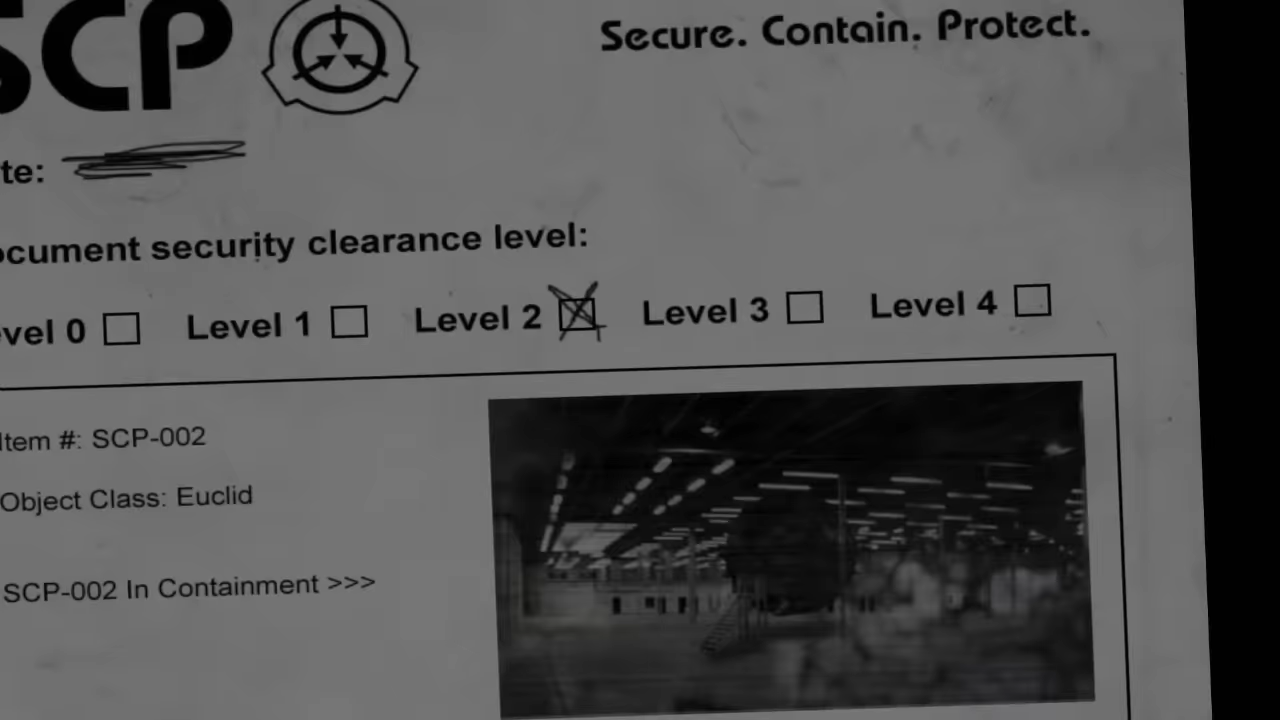 SCP
Secure. Contain. Protect.
te:
ocument security clearance level:
vel 0 Level 1 Level 2 Level 3 Level 4
Item #: SCP-002
Object Class: Euclid
SCP-002 In Containment >>>